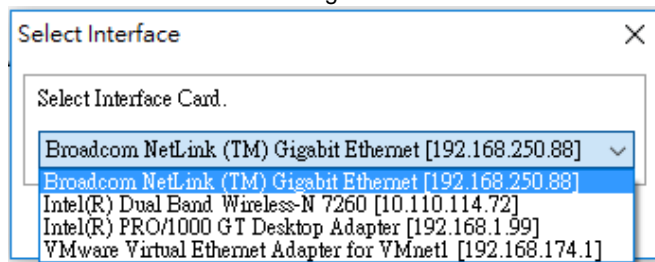 Select Interface
Select Interface Card.
Broadcom NetLink (TM) Gigabit Ethernet [192.168.250.88]
Broadcom NetLink (TM) Gigabit Ethernet [192.168.250.88]
Intel(R) Dual Band Wireless-N 7260 [10.110.114.72]
Intel(R) PRO/1000 GT Desktop Adapter [192.168.1.99]
VMware Virtual Ethernet Adapter for VMnet1 [192.168.174.1]